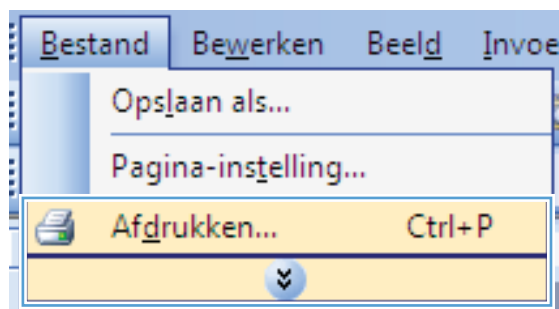 Bestand Bewerken Beeld Invoe
Opslaan als...
Pagina-instelling...
Afdrukken... Ctrl+P